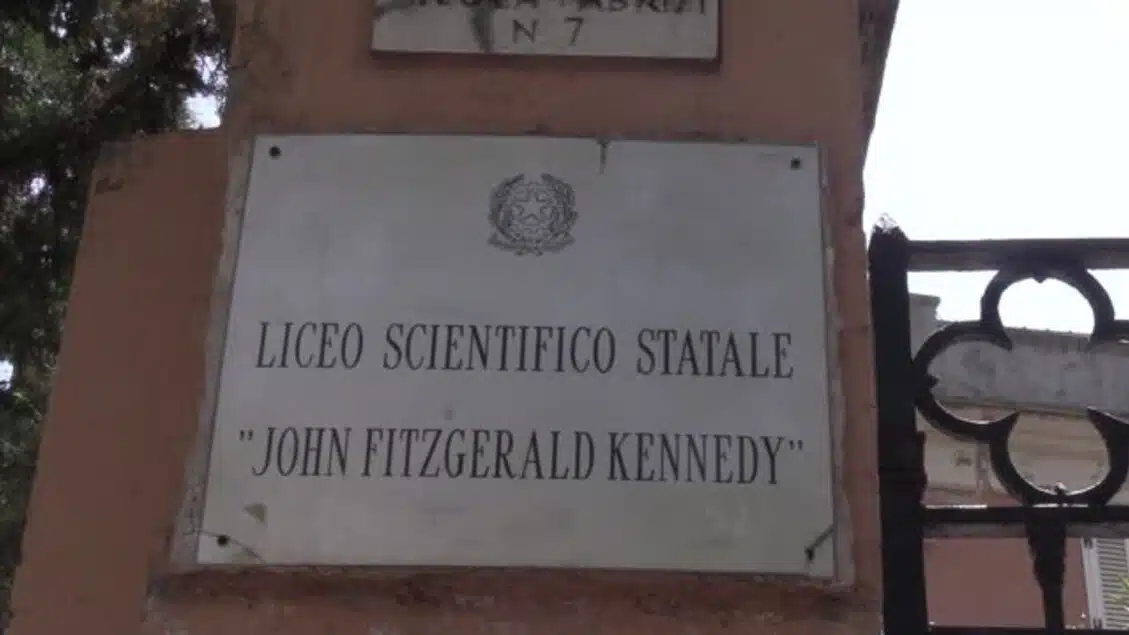 N 7
LICEO SCIENTIFICO STATALE
"JOHN FITZGERALD KENNEDY"